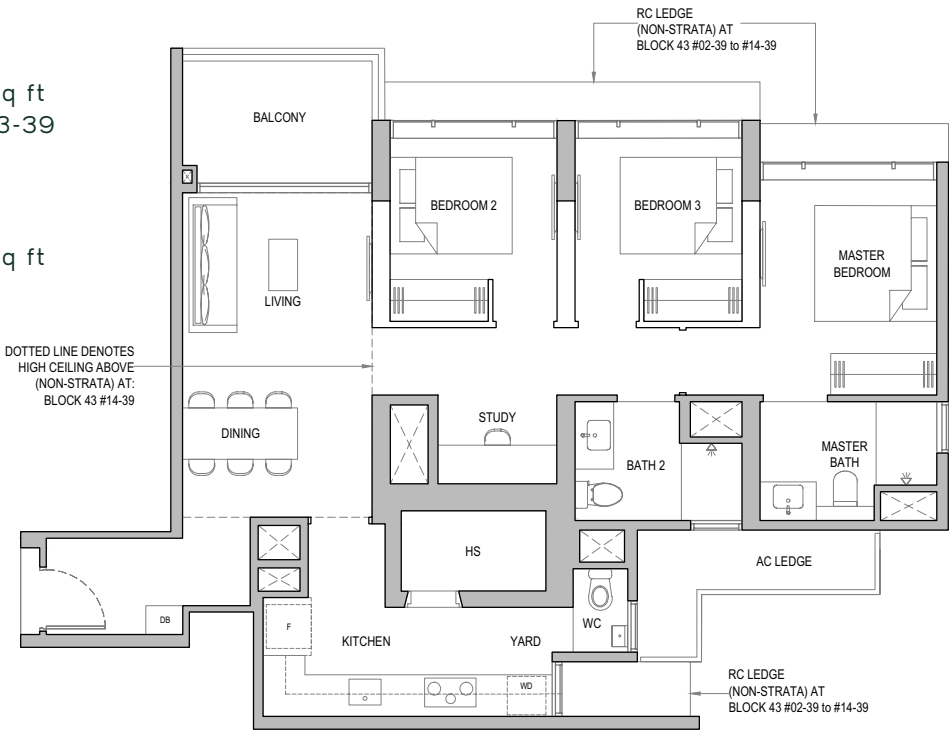 RC LEDGE
(NON-STRATA) AT
BLOCK 43 #02-39 to #14-39
q ft
3-39
q ft
BALCONY
BEDROOM 2
BEDROOM 3
MASTER
BEDROOM
LIVING
DOTTED LINE DENOTES
HIGH CEILING ABOVE
(NON-STRATA) AT:
BLOCK 43 #14-39
DINING
STUDY
BATH 2
MASTER
BATH
HS
AC LEDGE
DB
F
KITCHEN
YARD
WC
WD
RC LEDGE
(NON-STRATA) AT
BLOCK 43 #02-39 to #14-39